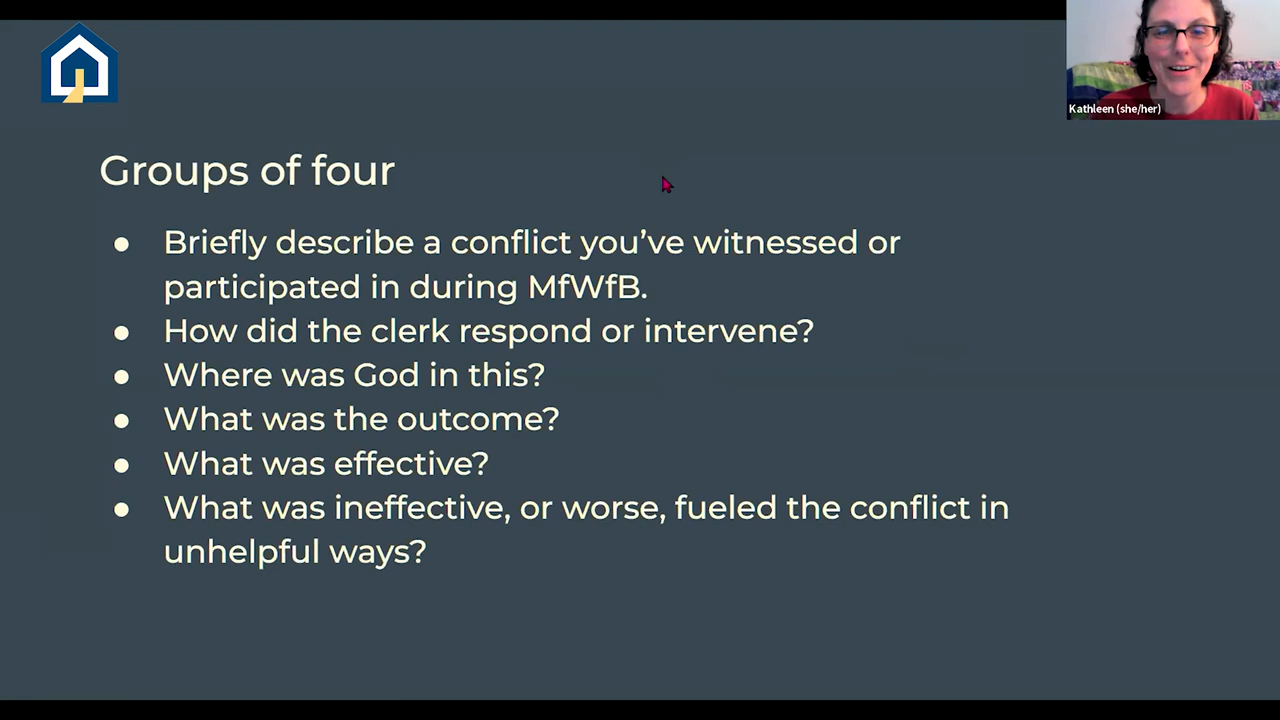 Kathleen (she/her)
Groups of four
● Briefly describe a conflict you’ve witnessed or
participated in during MfWfB.
● How did the clerk respond or intervene?
● Where was God in this?
● What was the outcome?
● What was effective?
● What was ineffective, or worse, fueled the conflict in
unhelpful ways?